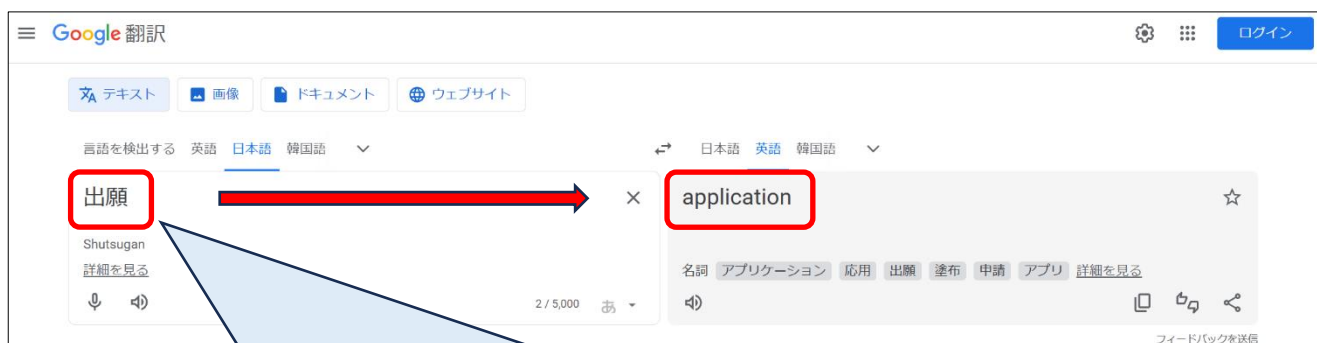 Google 翻訳
ログイン
テキスト 画像 ドキュメント ウェブサイト
言語を検出する 英語 日本語 韓国語
日本語 英語 韓国語
出願
application
Shutsugan
詳細を見る
名詞 アプリケーション 応用 出願 塗布 申請 アプリ 詳細を見る
2 / 5,000 あ
フィードバックを送信